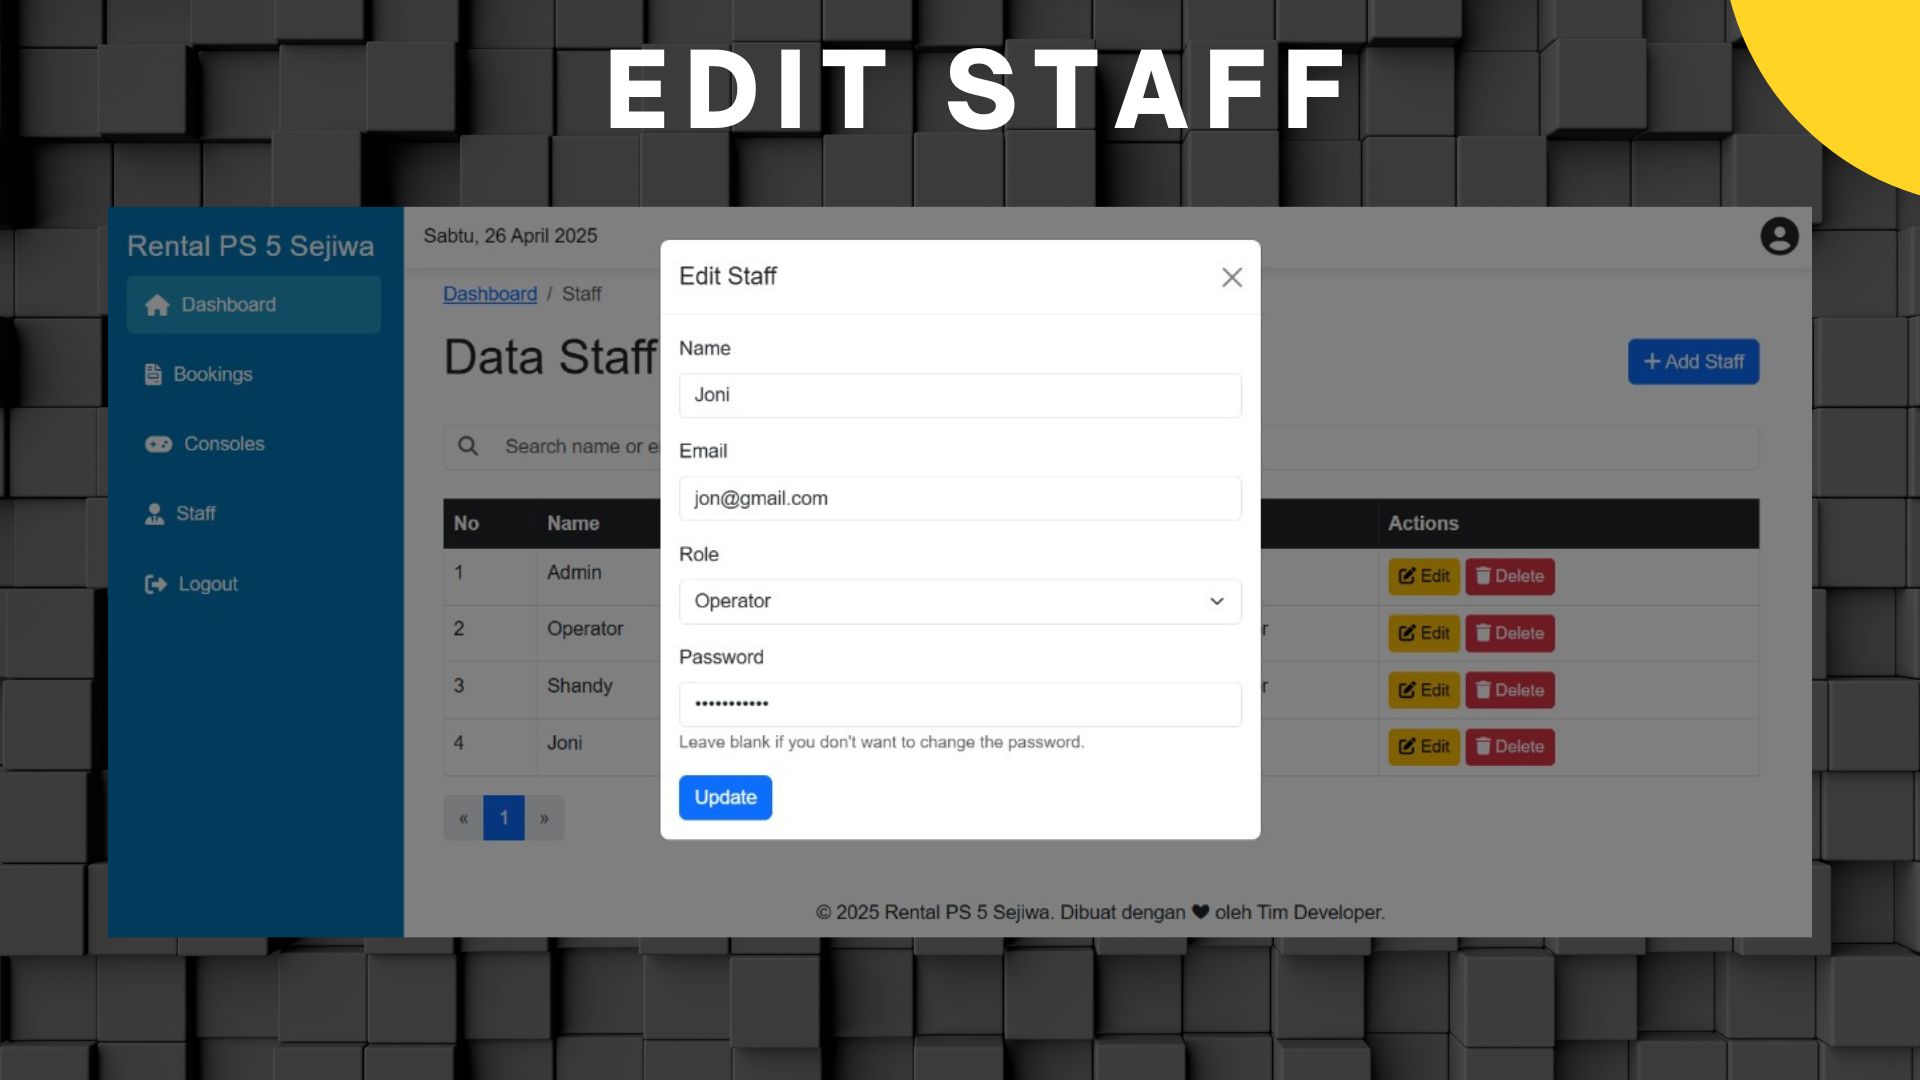 EDIT STAFF
Rental PS 5 Sejiwa
Dashboard
Bookings
Consoles
Staff
Logout
Sabtu, 26 April 2025
Dashboard / Staff
Data Staff
+ Add Staff
Search name or
No Name Actions
1 Admin Edit Delete
2 Operator Edit Delete
3 Shandy Edit Delete
4 Joni Edit Delete
« 1 »
Edit Staff
Name
Joni
Email
jon@gmail.com
Role
Operator
Password
•••••••••••
Leave blank if you don't want to change the password.
Update
© 2025 Rental PS 5 Sejiwa. Dibuat dengan ♥ oleh Tim Developer.